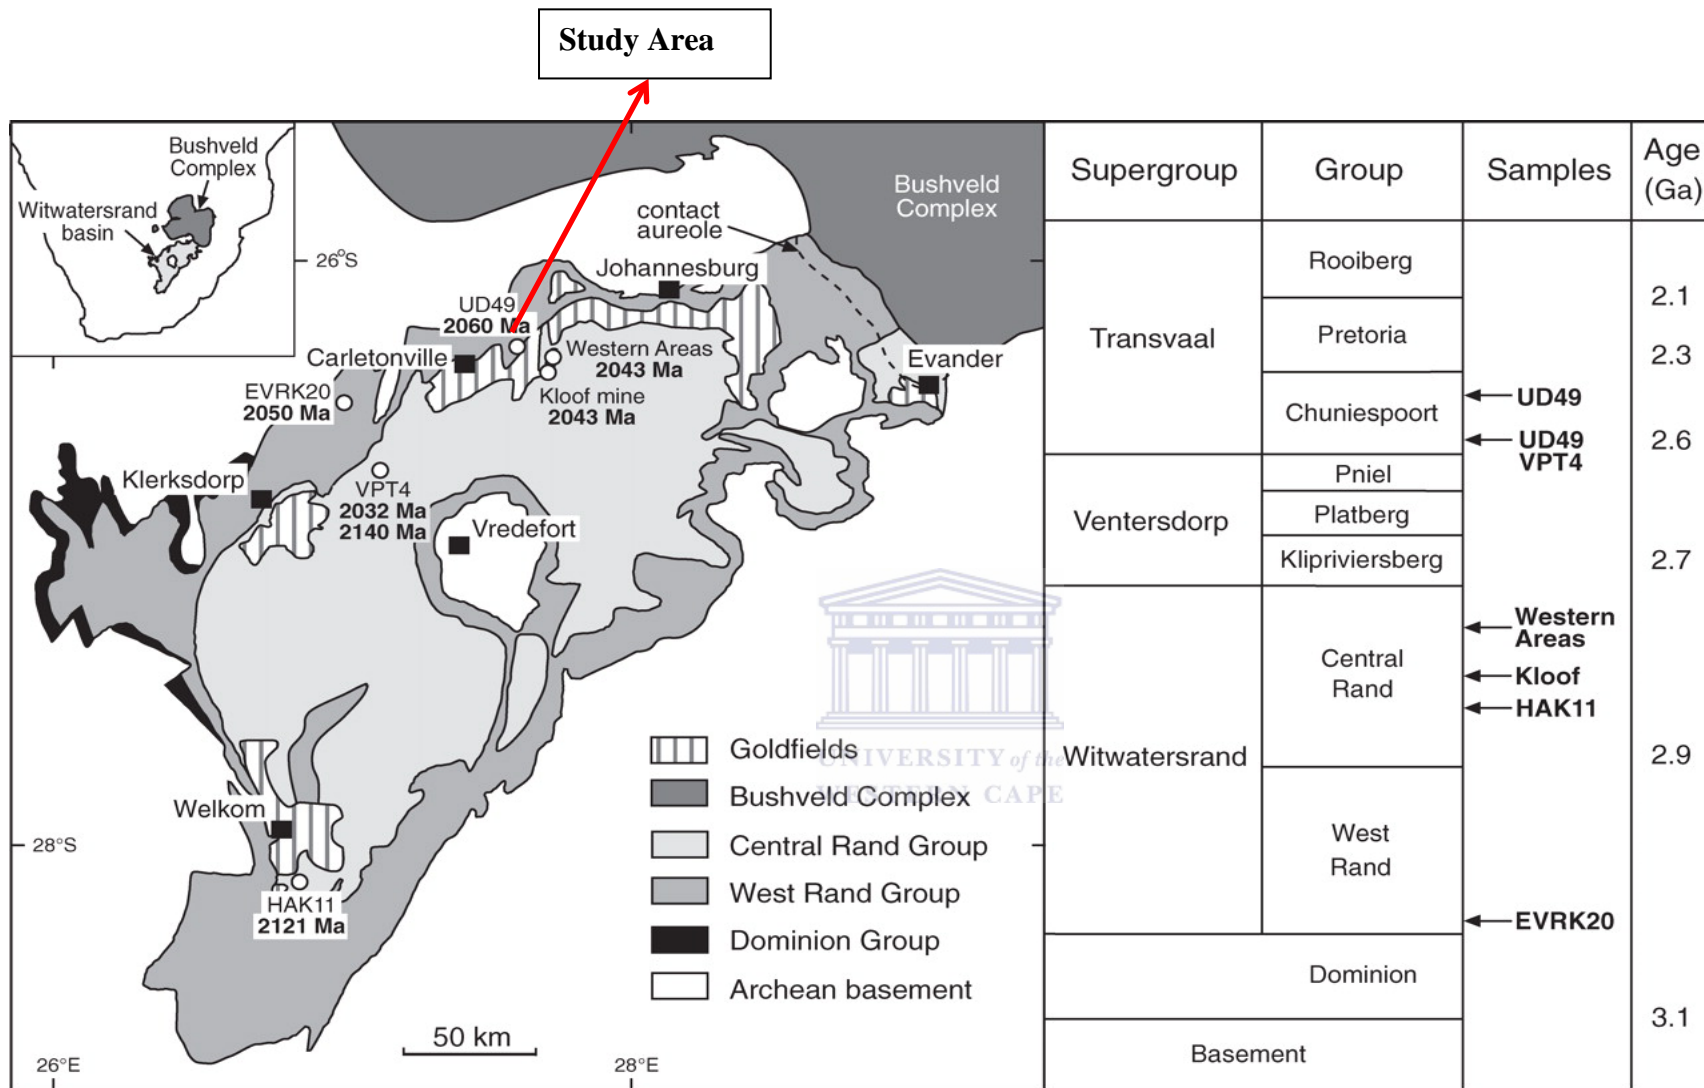 Study Area
Bushveld
Complex
Witwatersrand
basin
26°S
contact
aureole
Bushveld
Complex
Johannesburg
UD49
2060 Ma
Carletonville
Western Areas
2043 Ma
Kloof mine
2043 Ma
Evander
EVRK20
2050 Ma
Klerksdorp
VPT4
2032 Ma
2140 Ma
Vredefort
Welkom
HAK11
2121 Ma
28°S
26°E
28°E
50 km
Goldfields
Bushveld Complex
Central Rand Group
West Rand Group
Dominion Group
Archean basement
UNIVERSITY of the
WESTERN CAPE
Supergroup
Group
Samples
Age
(Ga)
Transvaal
Rooiberg
Pretoria
Chuniespoort
UD49
UD49
VPT4
2.1
2.3
2.6
Ventersdorp
Pniel
Platberg
Klipriviersberg
2.7
Witwatersrand
Central
Rand
Western
Areas
Kloof
HAK11
2.9
West
Rand
EVRK20
Dominion
3.1
Basement